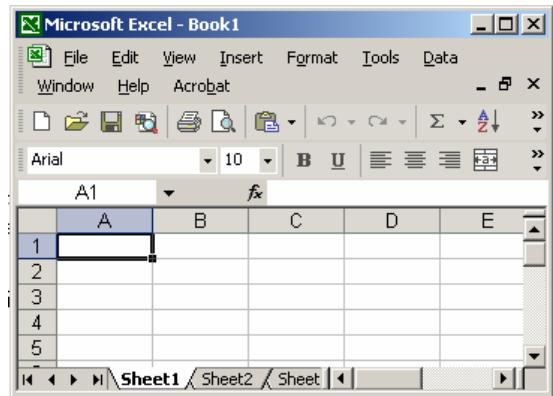 Microsoft Excel - Book1
File Edit View Insert Format Tools Data
Window Help Acrobat
Arial 10 B U
A1 fx
A B C D E
1
2
3
4
5
Sheet1 Sheet2 Sheet